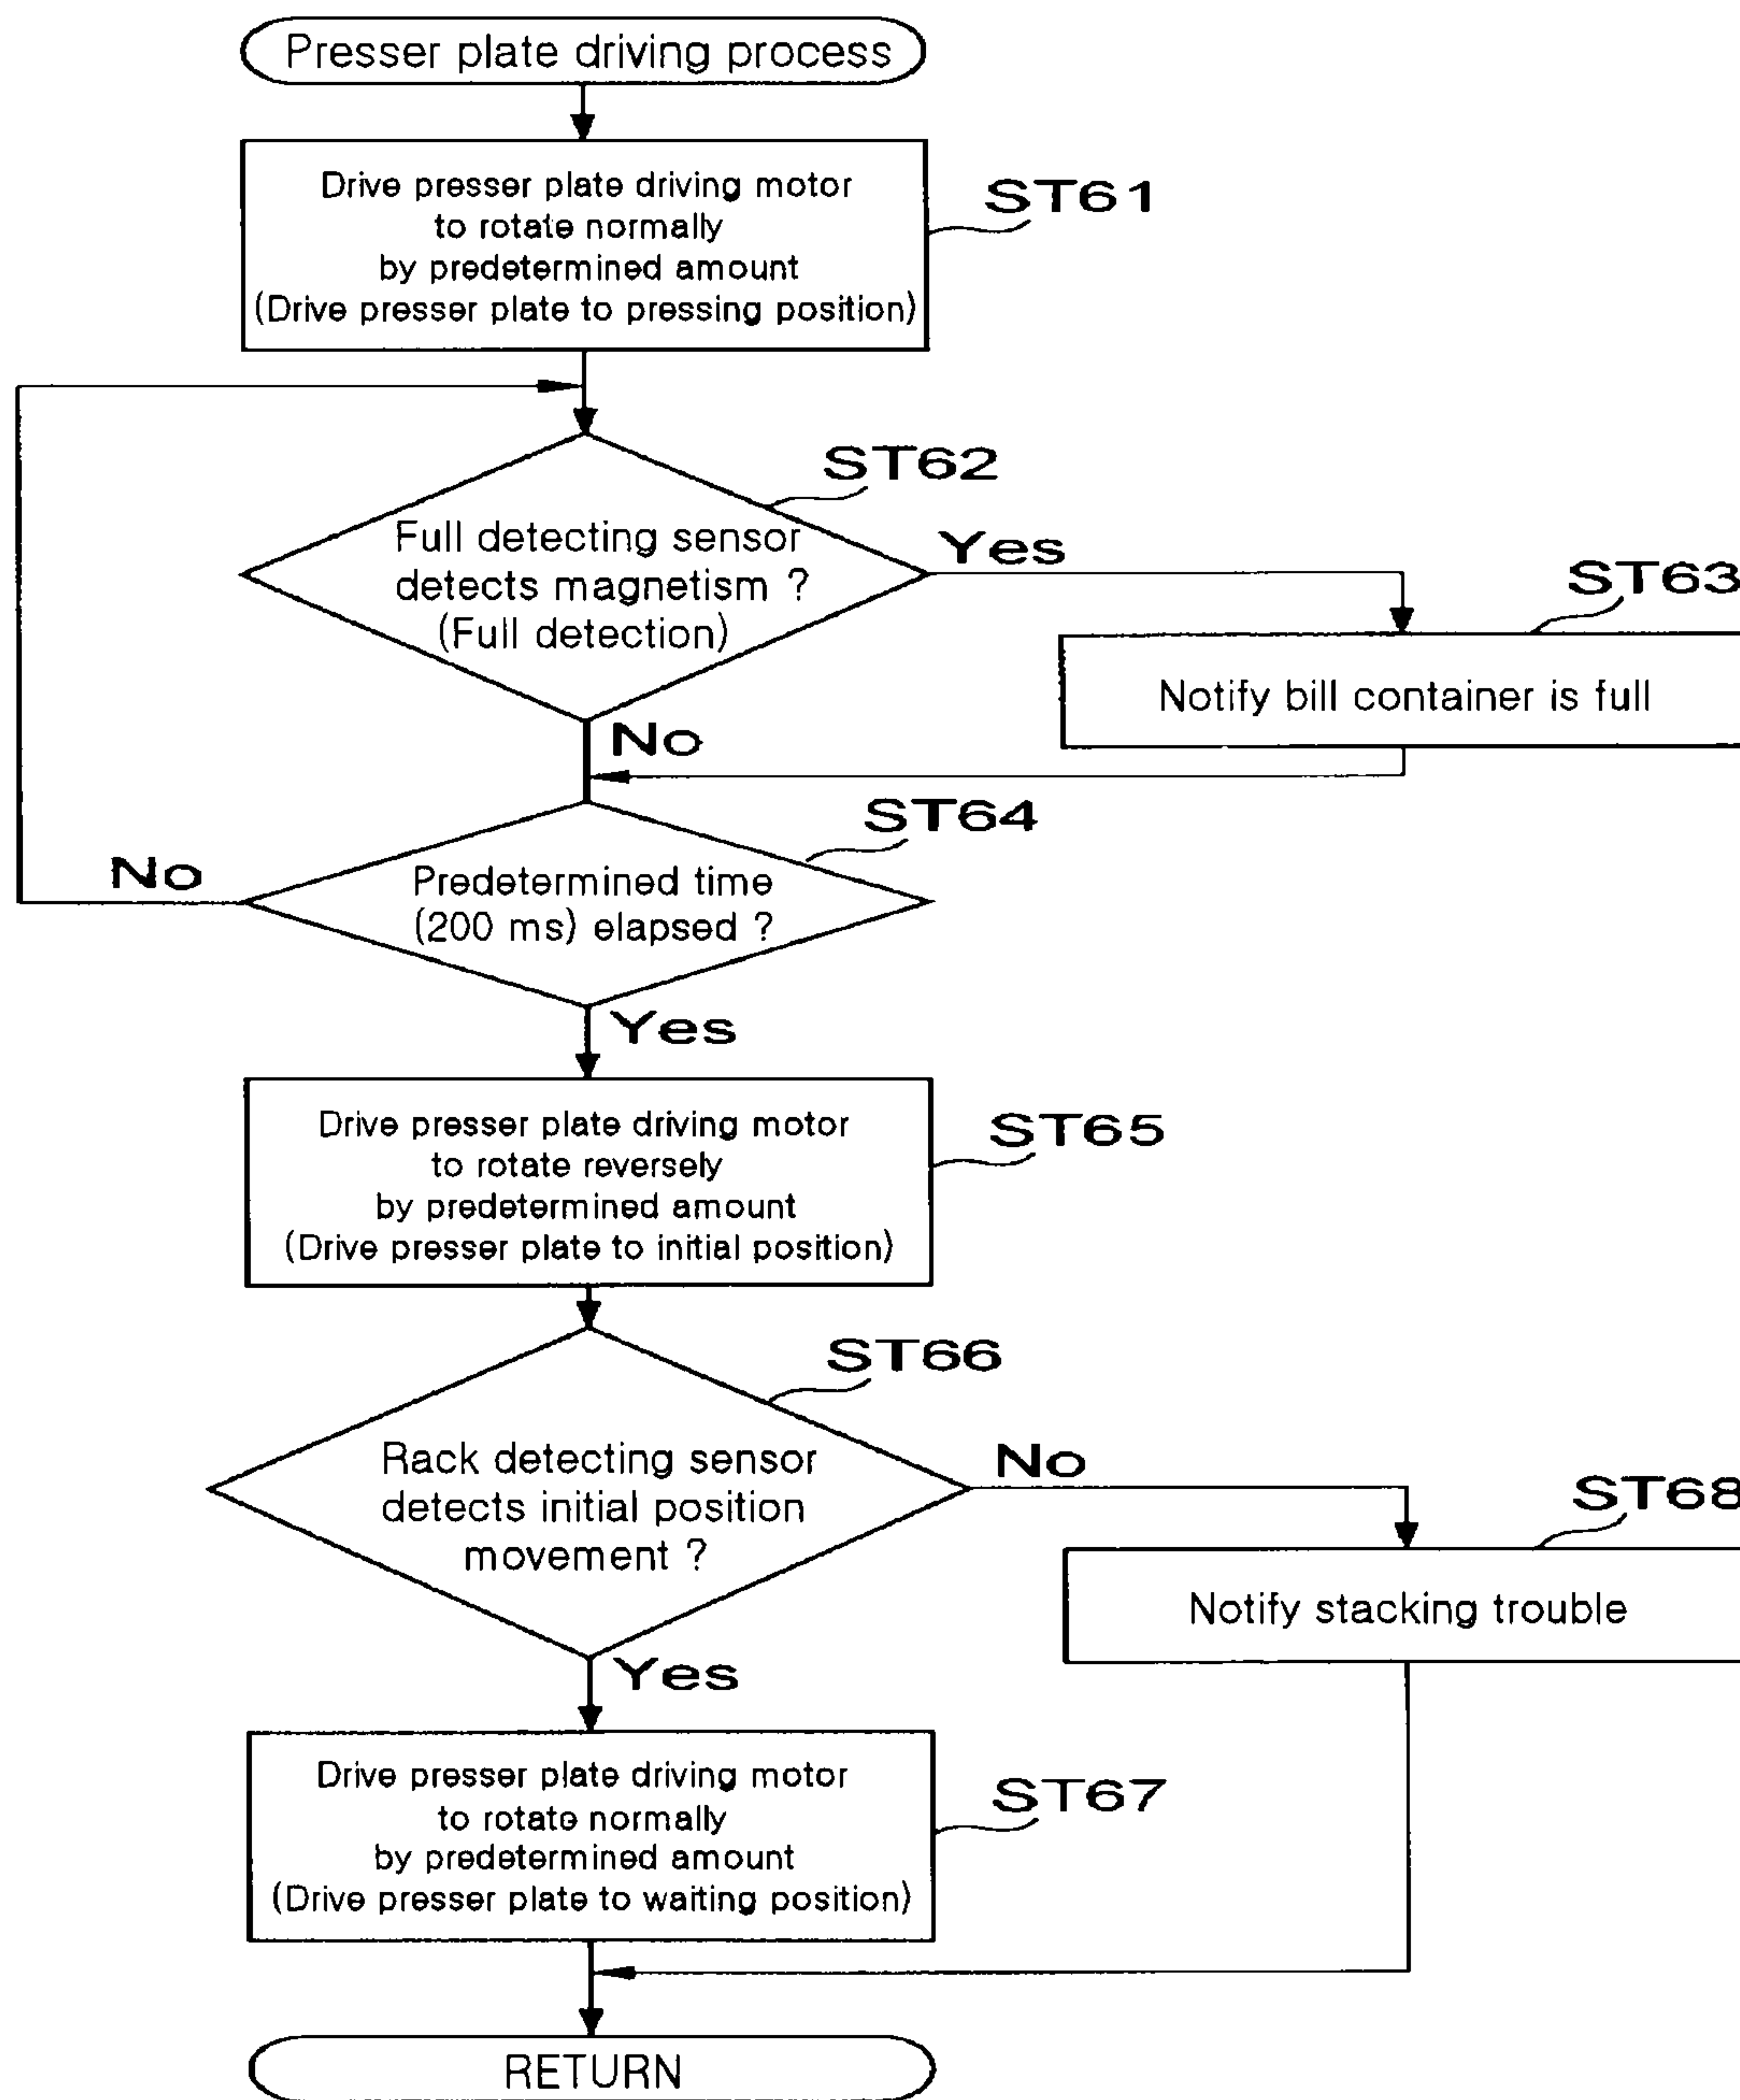 Presser plate driving process
Drive presser plate driving motor
to rotate normally
by predetermined amount
(Drive presser plate to pressing position)
ST61
ST62
Full detecting sensor
detects magnetism ?
(Full detection)
Yes
ST63
Notify bill container is full
No
ST64
No
Predetermined time
(200 ms) elapsed ?
Yes
Drive presser plate driving motor
to rotate reversely
by predetermined amount
(Drive presser plate to initial position)
ST65
ST66
Rack detecting sensor
detects initial position
movement ?
No
ST68
Notify stacking trouble
Yes
Drive presser plate driving motor
to rotate normally
by predetermined amount
(Drive presser plate to waiting position)
ST67
RETURN